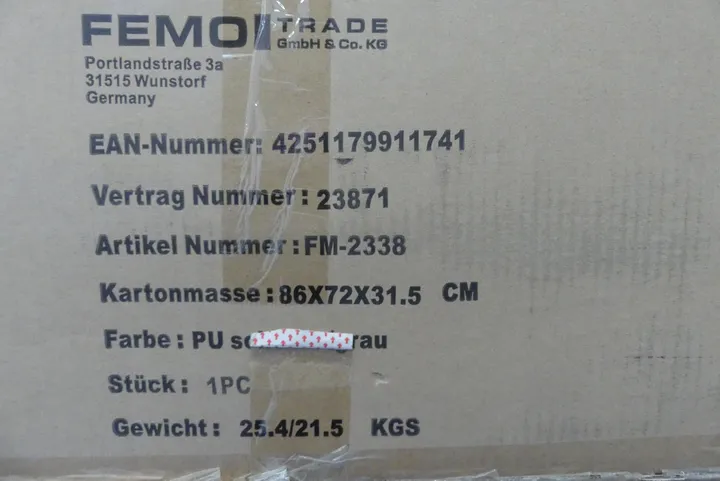 FEMO TRADE
GmbH & Co. KG
Portlandstraße 3a
31515 Wunstorf
Germany
EAN-Nummer: 4251179911741
Vertrag Nummer: 23871
Artikel Nummer: FM-2338
Kartonmasse: 86X72X31.5 CM
Farbe: PU
Stück: 1PC
Gewicht: 25.4/21.5 KGS